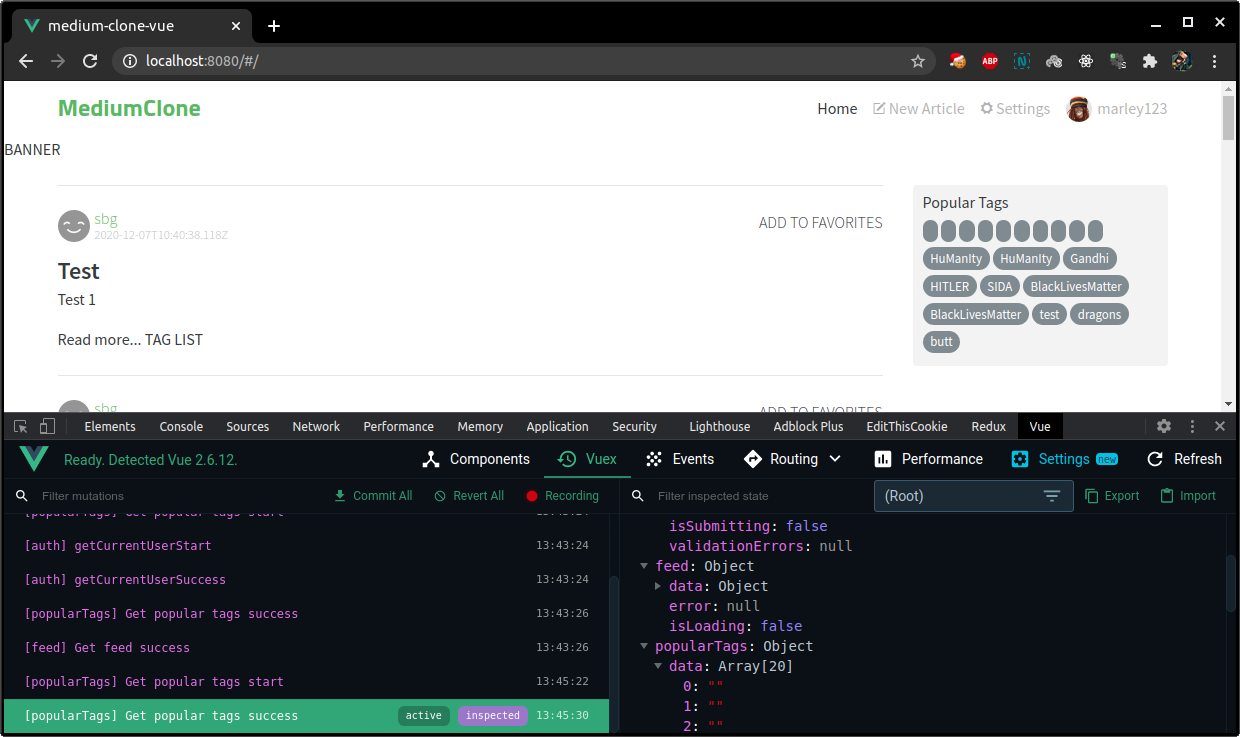 medium-clone-vue
localhost:8080/#/
ABP
N
MediumClone
Home New Article Settings marley123
BANNER
sbg
2020-12-07T10:40:38.118Z
ADD TO FAVORITES
Test
Test 1
Read more... TAG LIST
sbg
ADD TO FAVORITES
Popular Tags
HuManIty HuManIty Gandhi
HITLER SIDA BlackLivesMatter
BlackLivesMatter test dragons
butt
Elements Console Sources Network Performance Memory Application Security Lighthouse Adblock Plus EditThisCookie Redux Vue
Ready. Detected Vue 2.6.12.
Components Vuex Events Routing Performance Settings new Refresh
Filter mutations Commit All Revert All Recording
Filter inspected state (Root) Export Import
[popularTags] Get popular tags start 13:43:24
[auth] getCurrentUserStart 13:43:24
[auth] getCurrentUserSuccess 13:43:24
[popularTags] Get popular tags success 13:43:26
[feed] Get feed success 13:43:26
[popularTags] Get popular tags start 13:45:22
[popularTags] Get popular tags success active inspected 13:45:30
isSubmitting: false
validationErrors: null
feed: Object
data: Object
error: null
isLoading: false
popularTags: Object
data: Array[20]
0: ""
1: ""
2: ""